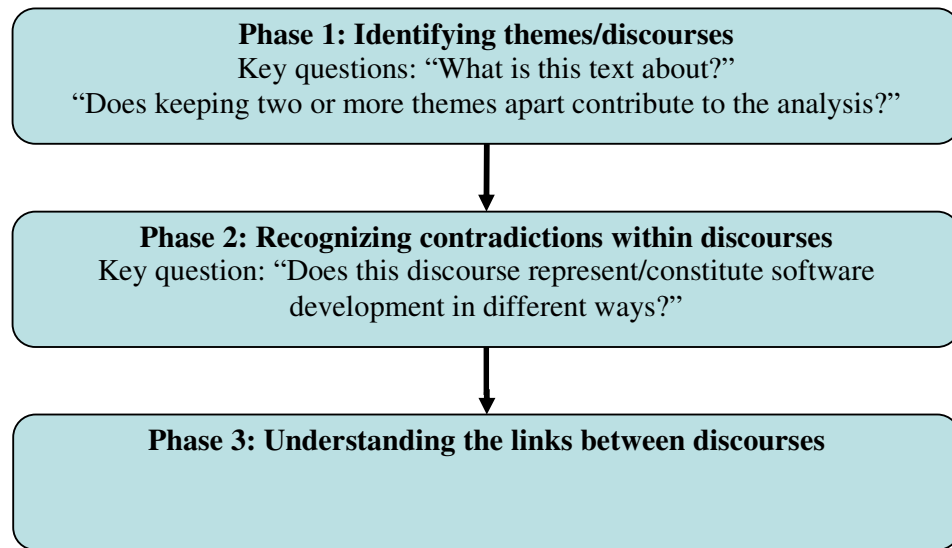 Phase 1: Identifying themes/discourses
Key questions: “What is this text about?”
“Does keeping two or more themes apart contribute to the analysis?”
Phase 2: Recognizing contradictions within discourses
Key question: “Does this discourse represent/constitute software
development in different ways?”
Phase 3: Understanding the links between discourses